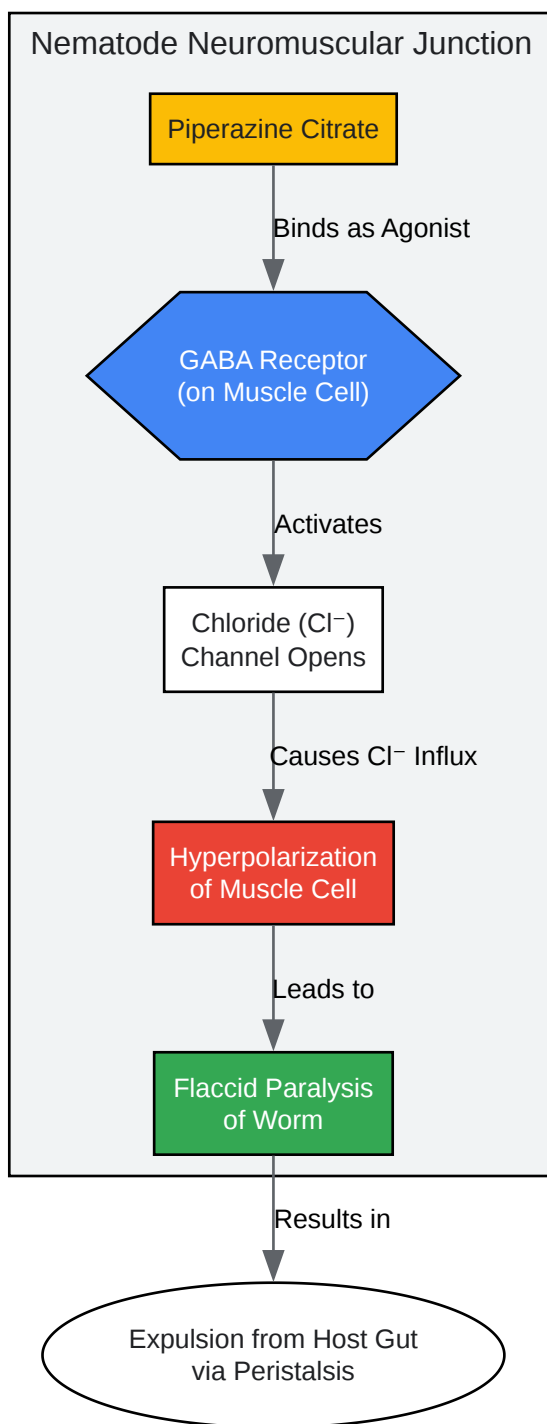 Nematode Neuromuscular Junction
Piperazine Citrate
Binds as Agonist
GABA Receptor
(on Muscle Cell)
Activates
Chloride (Cl⁻)
Channel Opens
Causes Cl⁻ Influx
Hyperpolarization
of Muscle Cell
Leads to
Flaccid Paralysis
of Worm
Results in
Expulsion from Host Gut
via Peristalsis